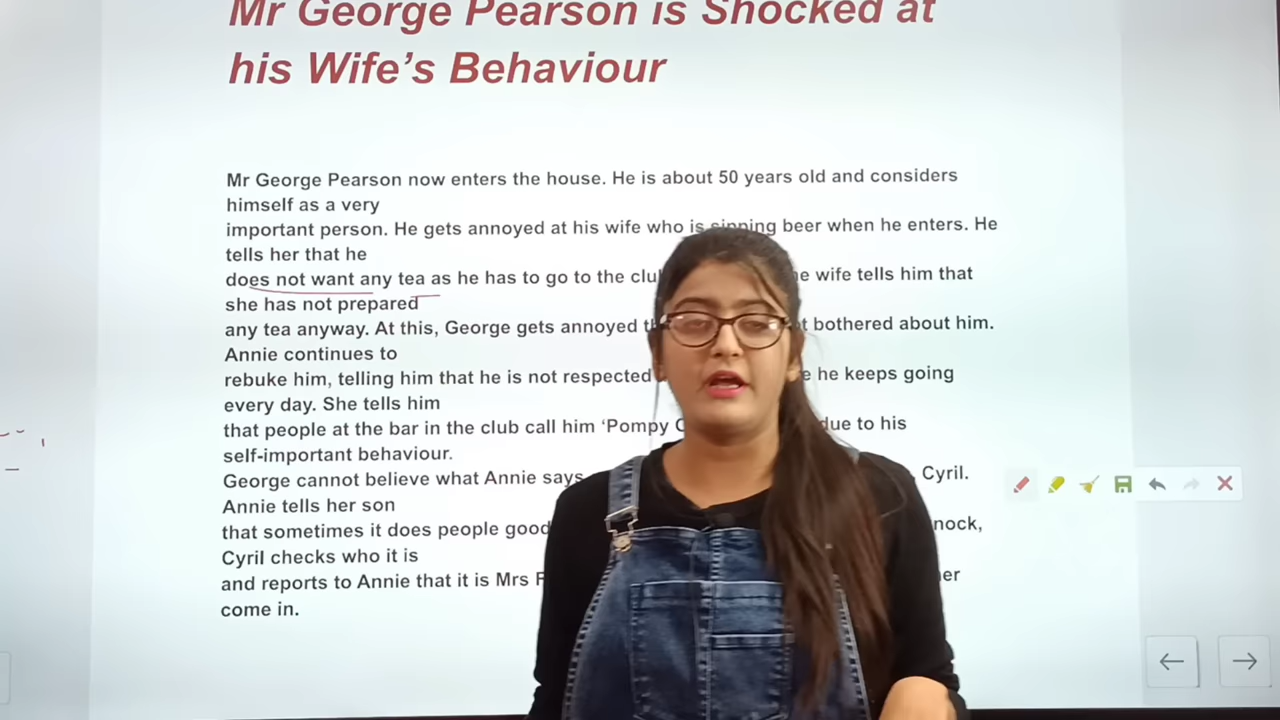 Mr George Pearson is Shocked at
his Wife's Behaviour
Mr George Pearson now enters the house. He is about 50 years old and considers
himself as a very
important person. He gets annoyed at his wife who is sipping beer when he enters. He
tells her that he
does not want any tea as he has to go to the wife tells him that
she has not prepared
any tea anyway. At this, George gets annoyed bothered about him.
Annie continues to
rebuke him, telling him that he is not respected he keeps going
every day. She tells him
that people at the bar in the club call him ‘Pompy due to his
self-important behaviour.
George cannot believe what Annie says Cyril.
Annie tells her son
that sometimes it does people good
Cyril checks who it is
and reports to Annie that it is Mrs
come in.